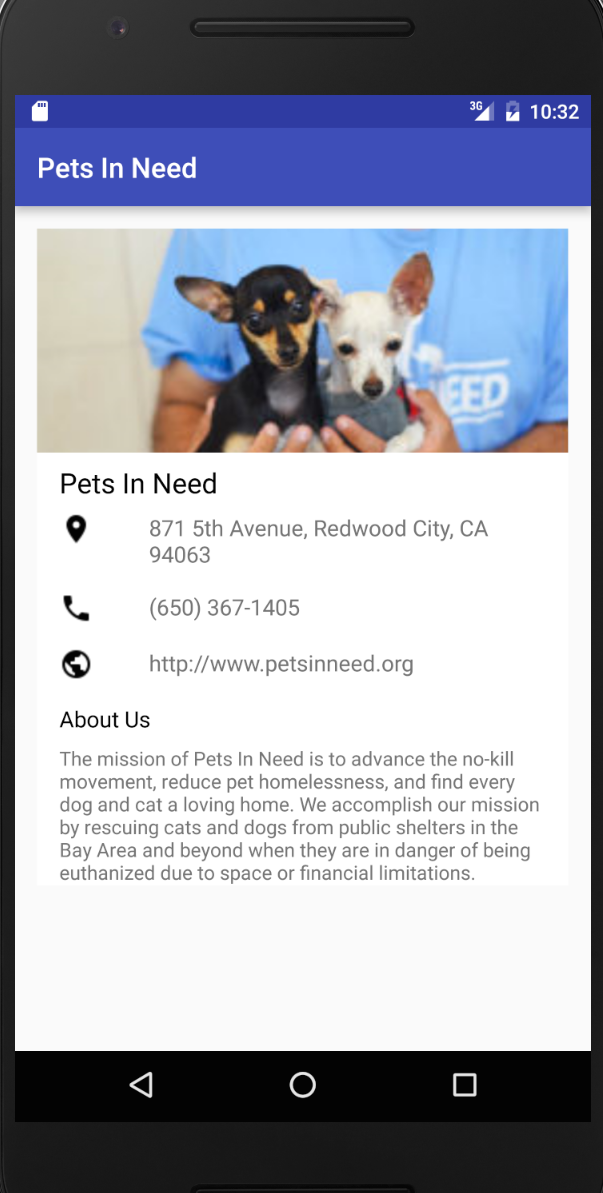 3G 10:32
Pets In Need
EED
Pets In Need
871 5th Avenue, Redwood City, CA
94063
(650) 367-1405
http://www.petsinneed.org
About Us
The mission of Pets In Need is to advance the no-kill
movement, reduce pet homelessness, and find every
dog and cat a loving home. We accomplish our mission
by rescuing cats and dogs from public shelters in the
Bay Area and beyond when they are in danger of being
euthanized due to space or financial limitations.